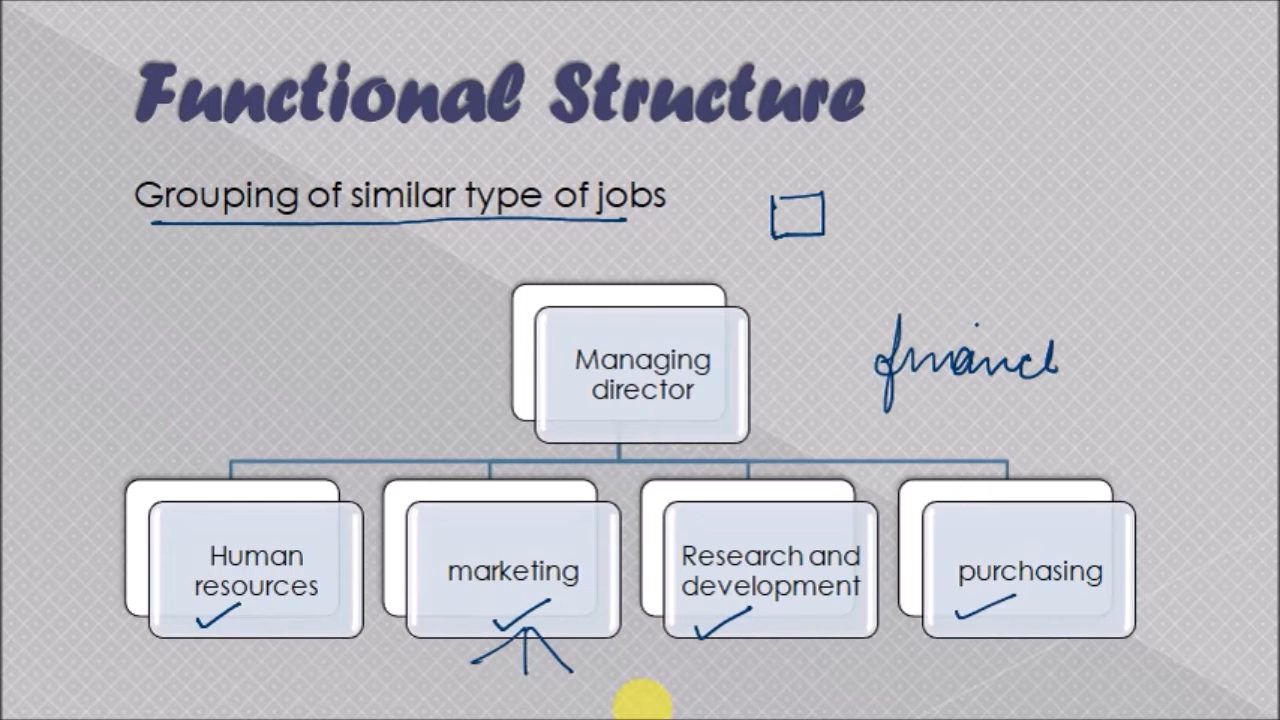 Functional Structure
Grouping of similar type of jobs
Managing
director
finance
Human
resources
marketing
Research and
development
purchasing